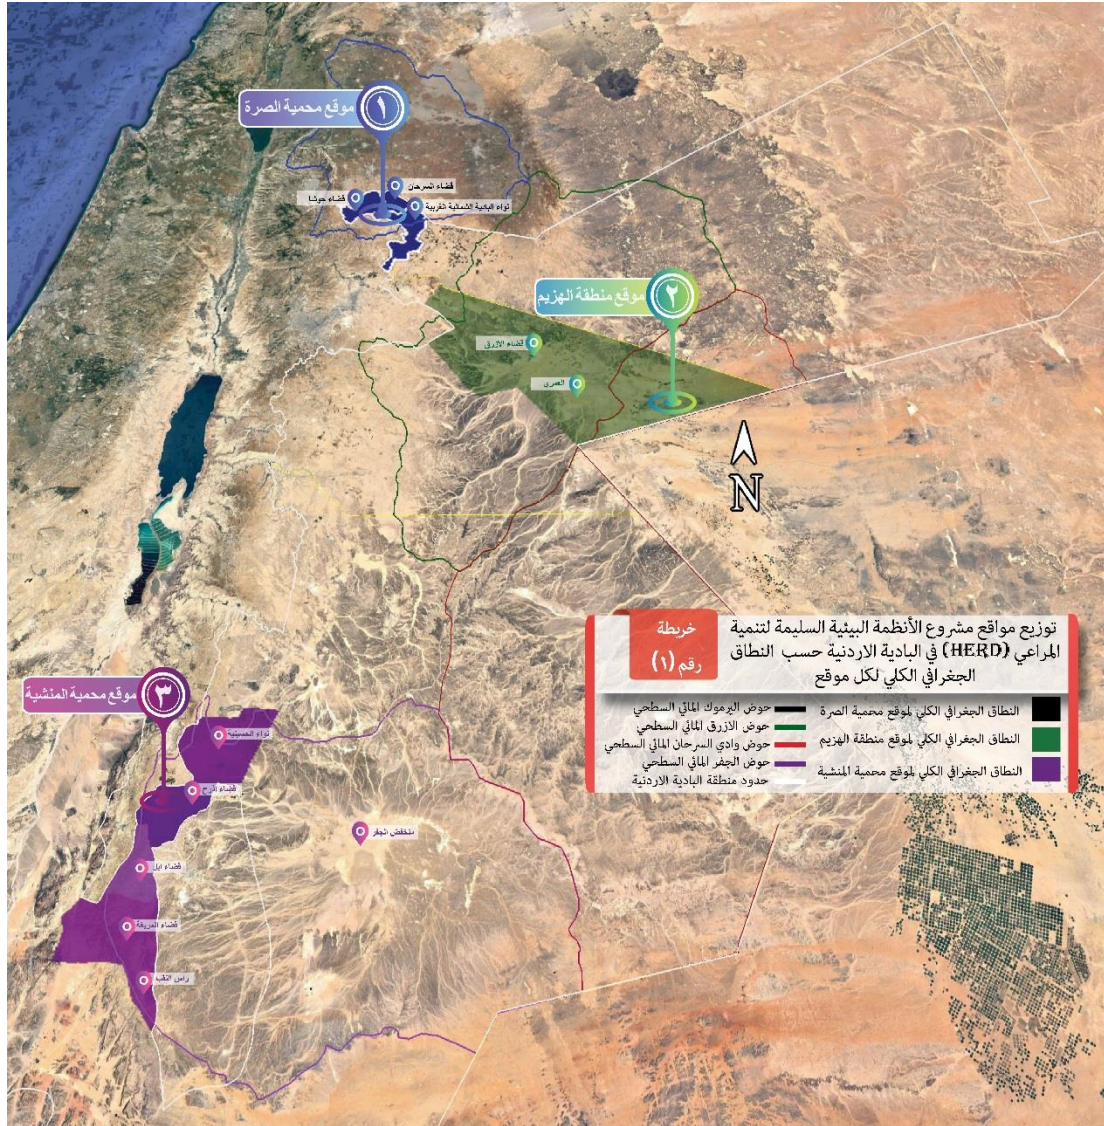 ١
موقع محمية الصرة
قضاء السرحان
قضاء حوشا
لواء البادية الشمالية الغربية
٢
موقع منطقة الهزيم
قضاء الازرق
العمري
N
خريطة
رقم (١)
توزيع مواقع مشروع الأنظمة البيئية السليمة لتنمية
المراعي (HERD) في البادية الاردنية حسب النطاق
الجغرافي الكلي لكل موقع
النطاق الجغرافي الكلي لموقع محمية الصرة
النطاق الجغرافي الكلي لموقع منطقة الهزيم
النطاق الجغرافي الكلي لموقع محمية المنشية
حوض اليرموك المائي السطحي
حوض الازرق المائي السطحي
حوض وادي السرحان المائي السطحي
حوض الجفر المائي السطحي
حدود منطقة البادية الاردنية
٣
موقع محمية المنشية
لواء الحسينية
قضاء اذرح
منخفض الجفر
قضاء ايل
قضاء المريغة
راس النقب